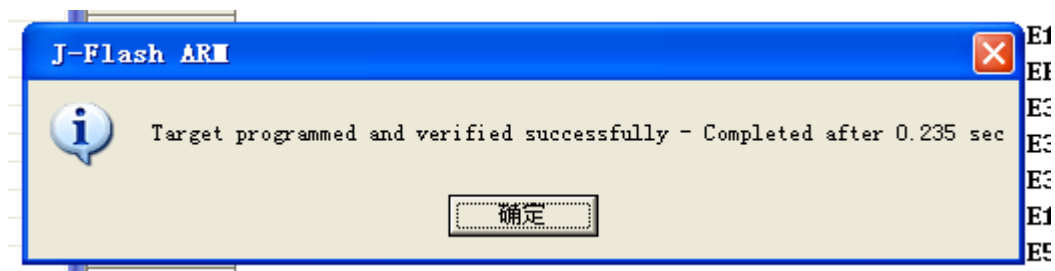 J-Flash ARM
Target programmed and verified successfully - Completed after 0.235 sec
确定